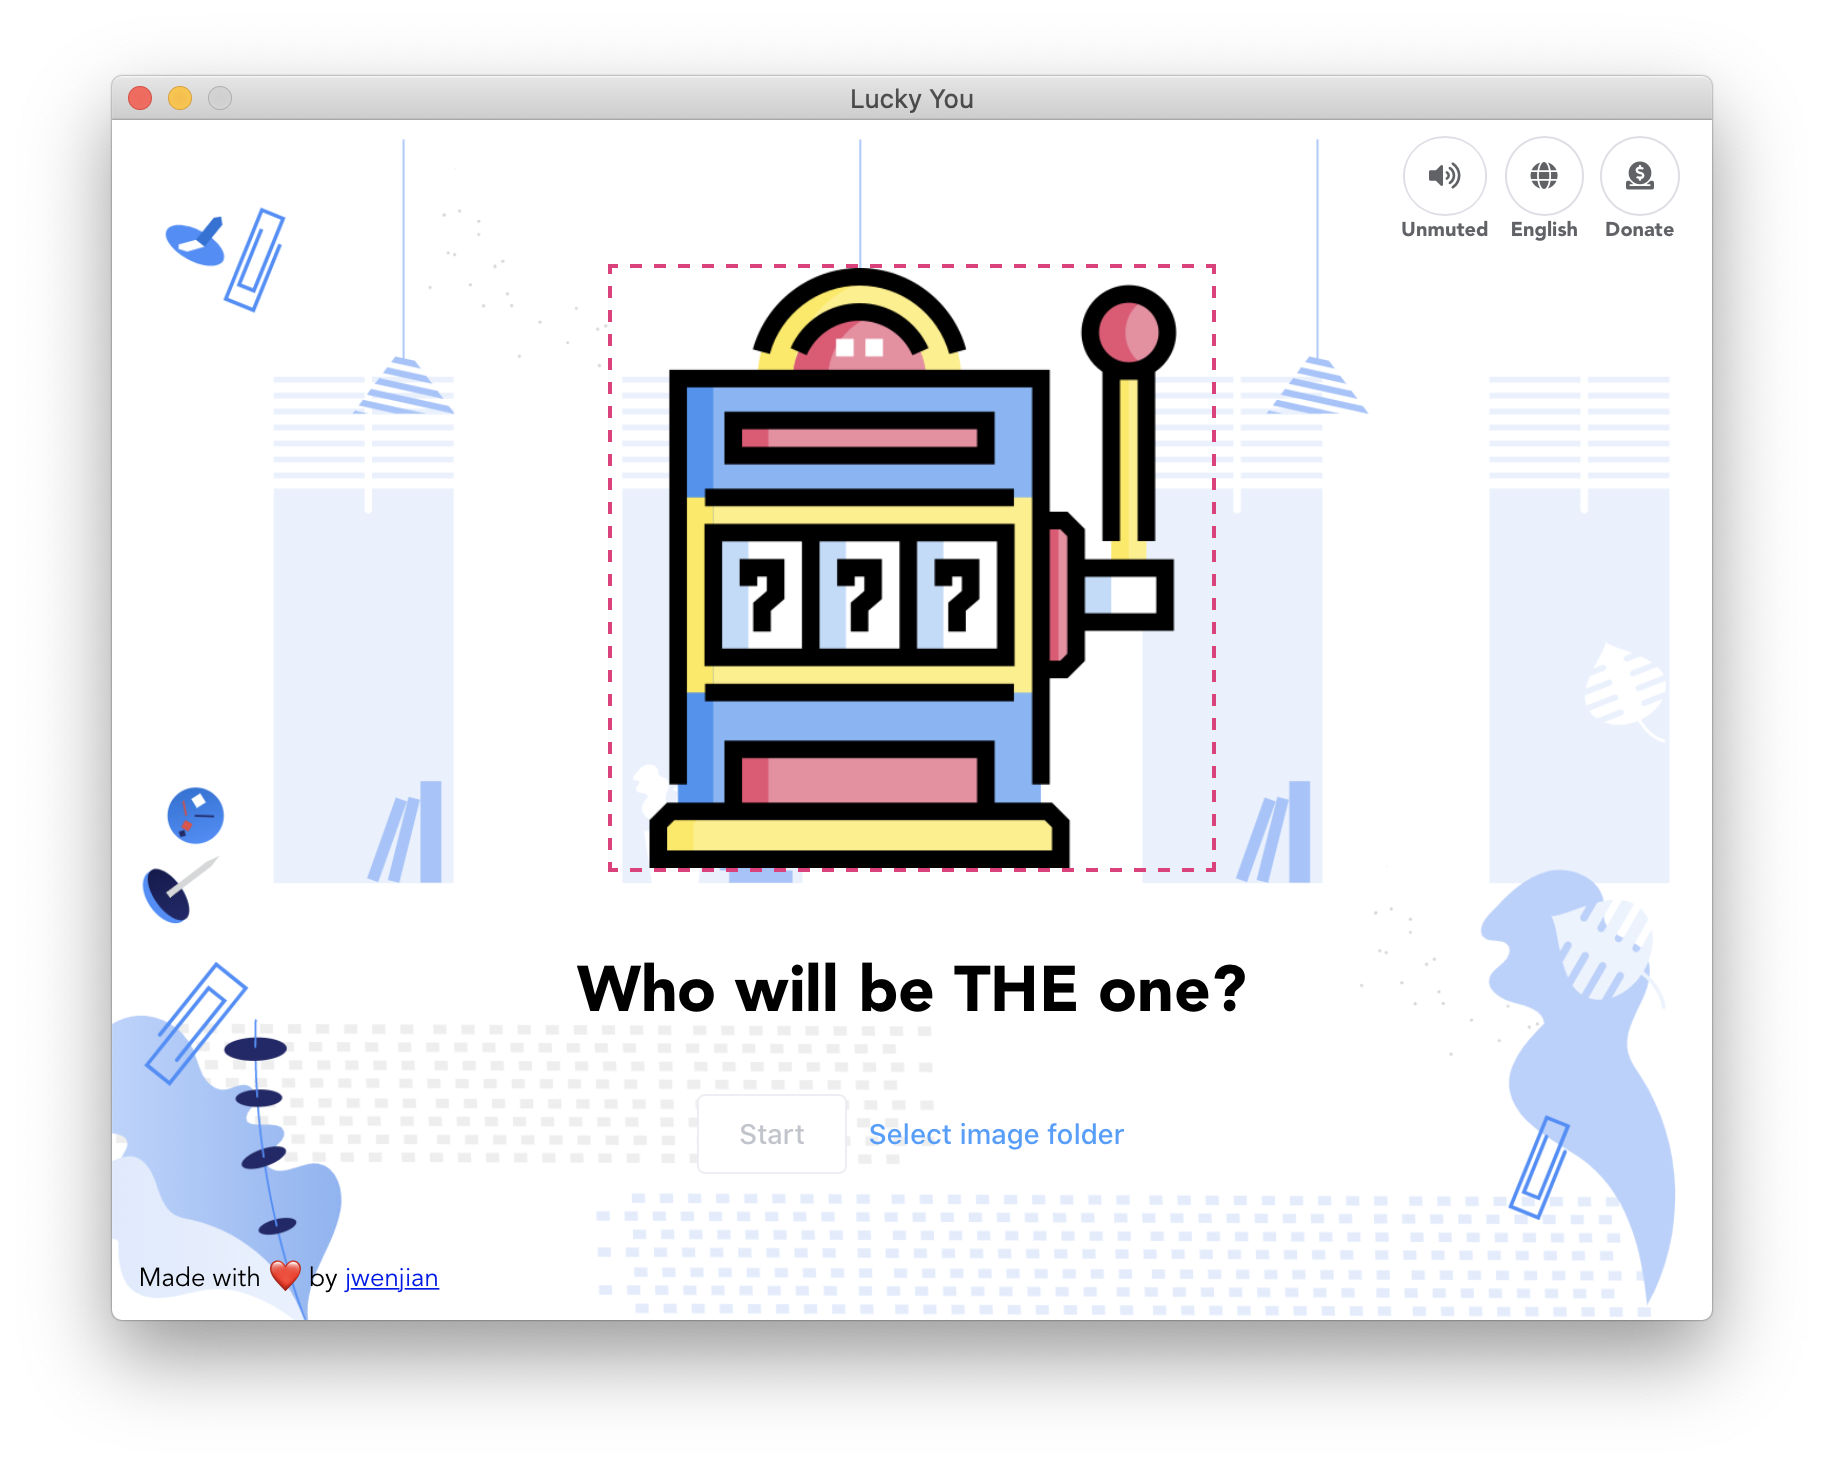 Lucky You
Unmuted English Donate
? ? ?
Who will be THE one?
Start Select image folder
Made with ❤️ by jwenjian